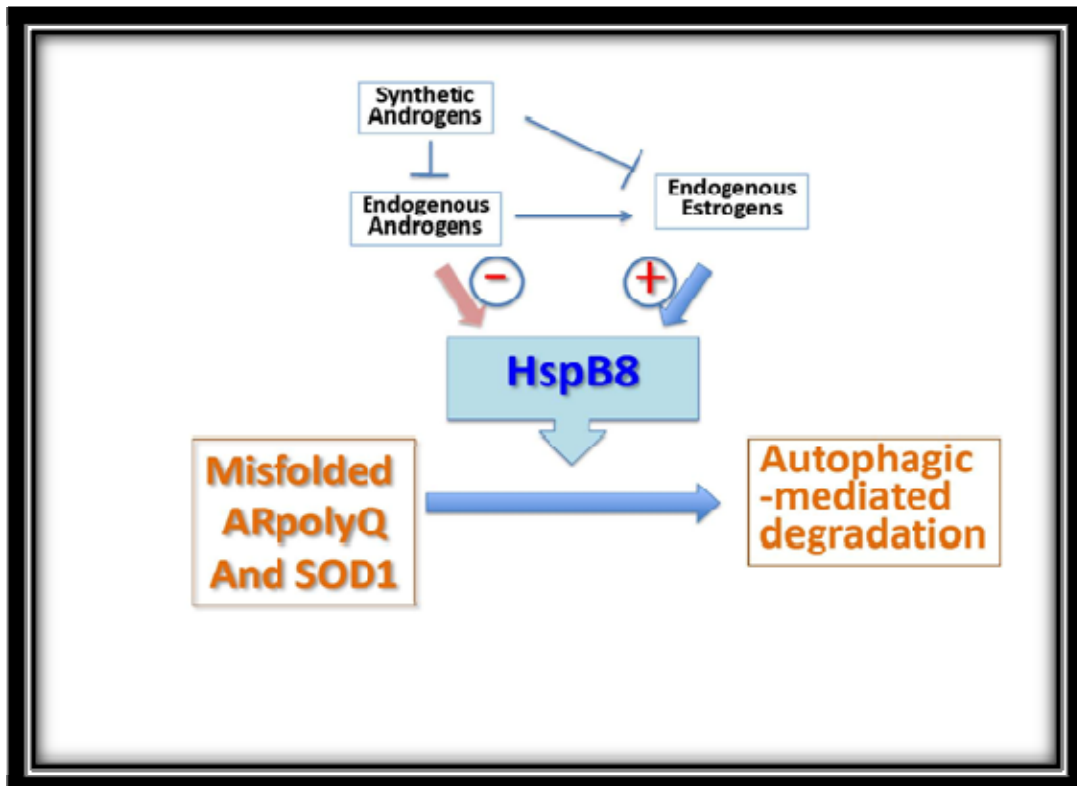 Synthetic
Androgens
Endogenous
Androgens
Endogenous
Estrogens
−
+
HspB8
Misfolded
ARpolyQ
And SOD1
Autophagic
-mediated
degradation